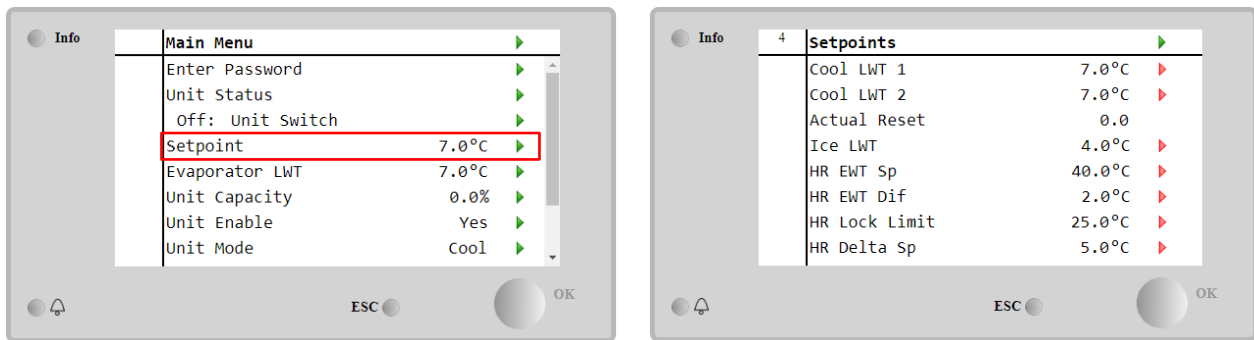 Info
Main Menu
Enter Password
Unit Status
Off: Unit Switch
Setpoint 7.0°C
Evaporator LWT 7.0°C
Unit Capacity 0.0%
Unit Enable Yes
Unit Mode Cool
ESC
OK
Info
4 Setpoints
Cool LWT 1 7.0°C
Cool LWT 2 7.0°C
Actual Reset 0.0
Ice LWT 4.0°C
HR EWT Sp 40.0°C
HR EWT Dif 2.0°C
HR Lock Limit 25.0°C
HR Delta Sp 5.0°C
ESC
OK